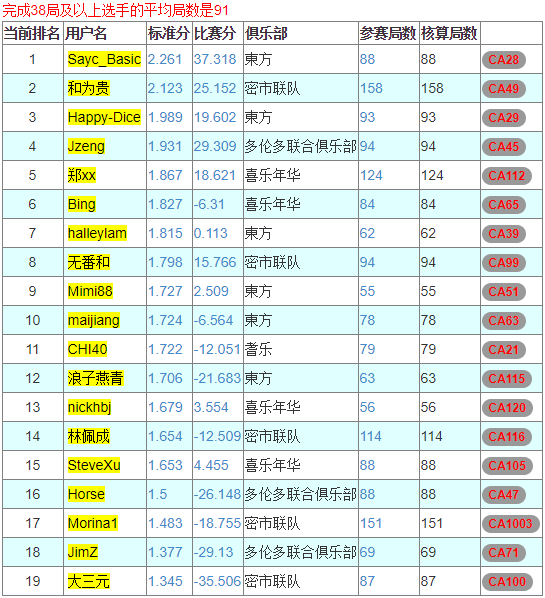 完成38局及以上选手的平均局数是91
当前排名 用户名 标准分 比赛分 俱乐部 参赛局数 核算局数
1 Sayc_Basic 2.261 37.318 東方 88 88 CA28
2 和为贵 2.123 25.152 密市联队 158 158 CA49
3 Happy-Dice 1.989 19.602 東方 93 93 CA29
4 Jzeng 1.931 29.309 多伦多联合俱乐部 94 94 CA45
5 郑xx 1.867 18.621 喜乐年华 124 124 CA112
6 Bing 1.827 -6.31 喜乐年华 84 84 CA65
7 halleylam 1.815 0.113 東方 62 62 CA39
8 无番和 1.798 15.766 密市联队 94 94 CA99
9 Mimi88 1.727 2.509 東方 55 55 CA51
10 maijiang 1.724 -6.564 東方 78 78 CA63
11 CHI40 1.722 -12.051 耆乐 79 79 CA21
12 浪子燕青 1.706 -21.683 東方 63 63 CA115
13 nickhbj 1.679 3.554 喜乐年华 56 56 CA120
14 林佩成 1.654 -12.509 密市联队 114 114 CA116
15 SteveXu 1.653 4.455 喜乐年华 88 88 CA105
16 Horse 1.5 -26.148 多伦多联合俱乐部 88 88 CA47
17 Morina1 1.483 -18.755 密市联队 151 151 CA1003
18 JimZ 1.377 -29.13 多伦多联合俱乐部 69 69 CA71
19 大三元 1.345 -35.506 密市联队 87 87 CA100